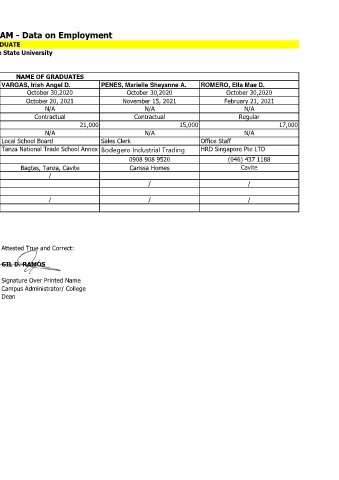 AM - Data on Employment
DUATE
e State University
NAME OF GRADUATES
VARGAS, Irish Angel D. PENES, Marielle Sheyanne A. ROMERO, Ella Mae D.
October 30,2020 October 30,2020 October 30,2020
October 20, 2021 November 15, 2021 February 21, 2021
N/A N/A N/A
Contractual Contractual Regular
21,000 15,000 17,000
N/A N/A N/A
Local School Board Sales Clerk Office Staff
Tanza National Trade School Annex Bodegero Industrial Trading HRD Singapore Pte LTD
0908 908 9520 (046) 437 1188
Bagtas, Tanza, Cavite Carissa Homes Cavite
/
/ /
/ / /
Attested True and Correct:
GIL D. RAMOS
Signature Over Printed Name
Campus Administrator/ College
Dean